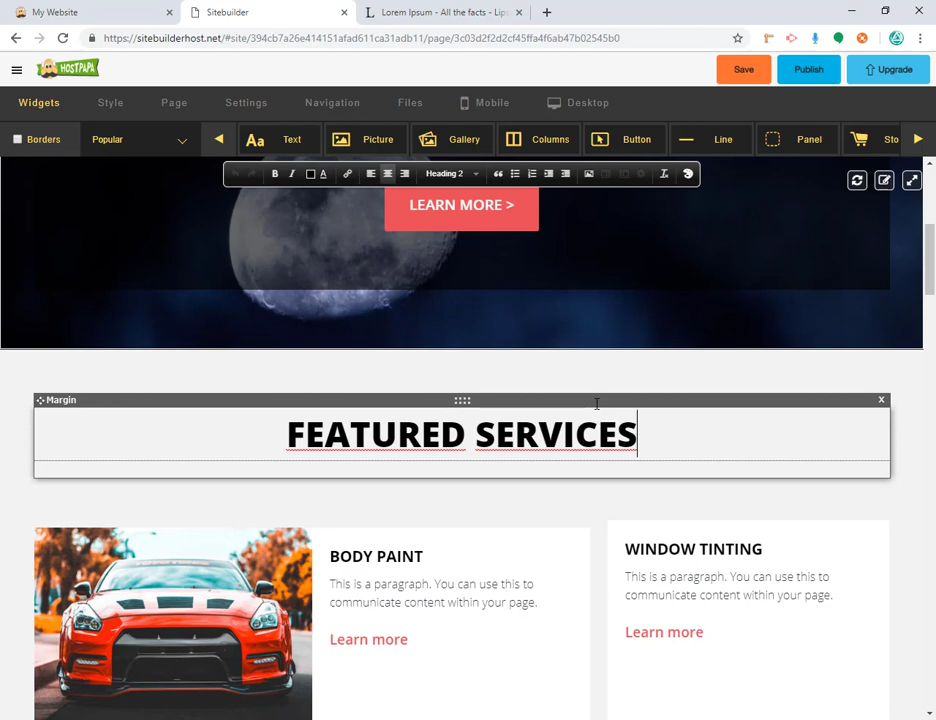 My Website
Sitebuilder
Lorem Ipsum - All the facts - Lips
https://sitebuilderhost.net/#site/394cb7a26e414151afad611ca31adb11/page/3c03d2f2d2cf45ffa4f6ab47b02545b0
HOSTPAPA
Save
Publish
Upgrade
Widgets
Style
Page
Settings
Navigation
Files
Mobile
Desktop
Borders
Popular
Aa Text
Picture
Gallery
Columns
Button
Line
Panel
Sto
B I A Heading 2
LEARN MORE >
Margin
FEATURED SERVICES
BODY PAINT
This is a paragraph. You can use this to
communicate content within your page.
Learn more
WINDOW TINTING
This is a paragraph. You can use this to
communicate content within your page.
Learn more